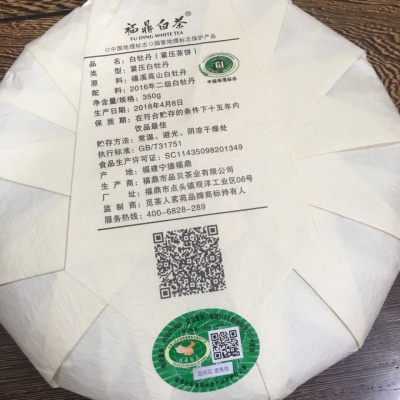 福鼎白茶
FU DING WHITE TEA
◎中国地理标志◎国家地理标志保护产品
品 名：白牡丹（紧压茶饼）
类 型：紧压白牡丹
原 料：磻溪高山白牡丹
配 料：2016年二级白牡丹
净含量/规格：350g
生产日期：2018年4月8日
保 质 期：在符合贮存的条件下十五年内
饮品最佳
贮存方法：常温、避光、阴凉干燥处
执行标准：GB/T31751
食品生产许可证：SC11435098201349
产 地：福建宁德福鼎
生 产 商：福鼎市品贝茶业有限公司
厂 址：福鼎市点头镇观洋工业区06号
监 制 商：觅茶人茗苑品牌商标持有人
服务热线：400-6828-289
GI
中国地理标志